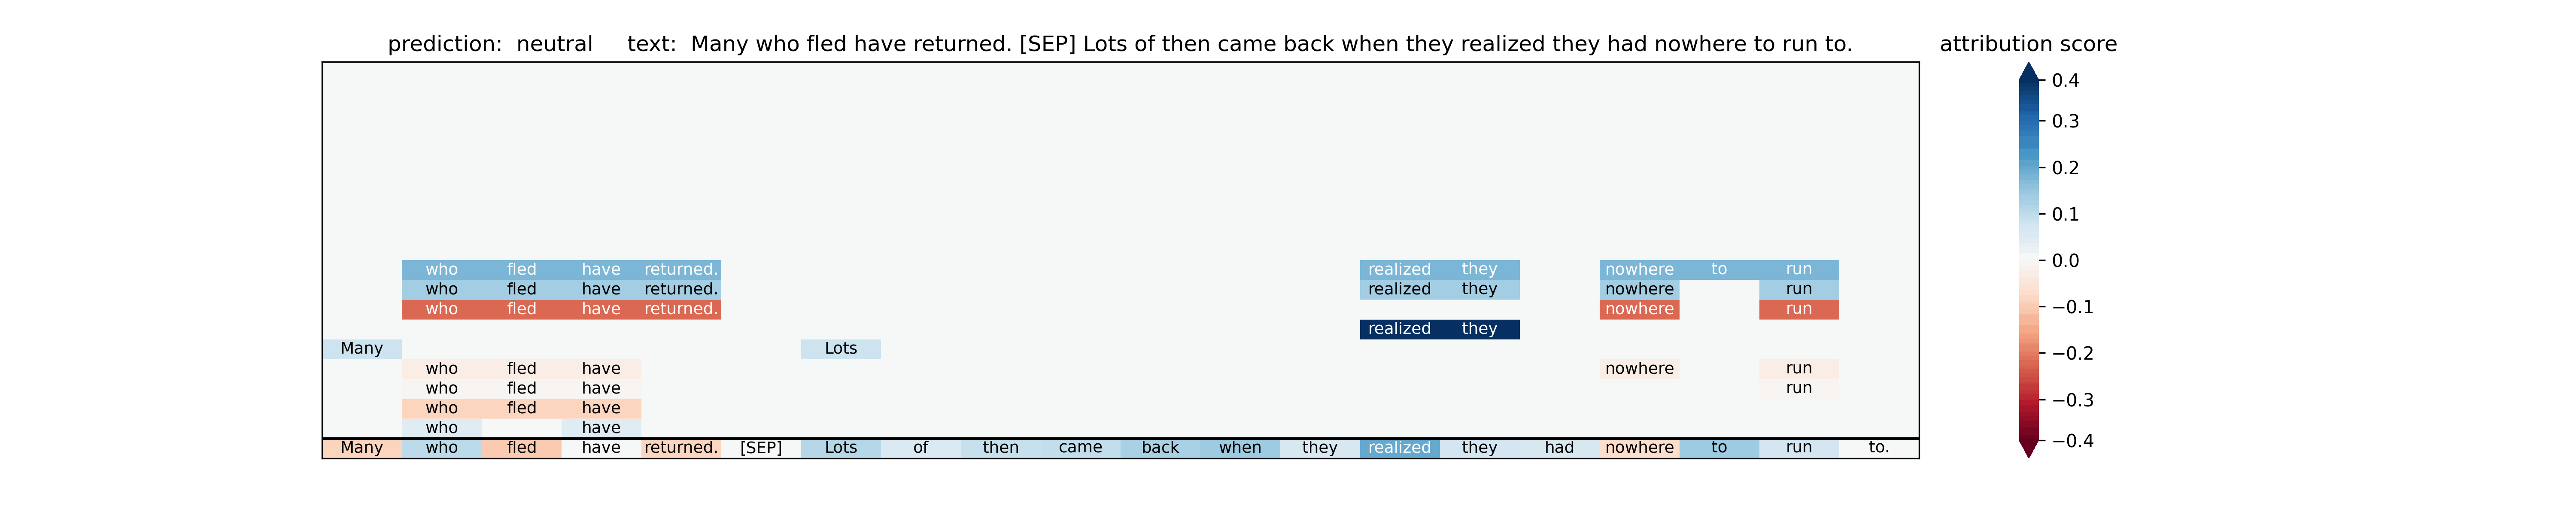 prediction: neutral text: Many who fled have returned. [SEP] Lots of then came back when they realized they had nowhere to run to.
attribution score
0.4
0.3
0.2
0.1
0.0
−0.1
−0.2
−0.3
−0.4
who fled have returned. realized they nowhere to run
who fled have returned. realized they nowhere run
who fled have returned. nowhere run
realized they
Many Lots
who fled have nowhere run
who fled have run
who fled have
who have
Many who fled have returned. [SEP] Lots of then came back when they realized they had nowhere to run to.